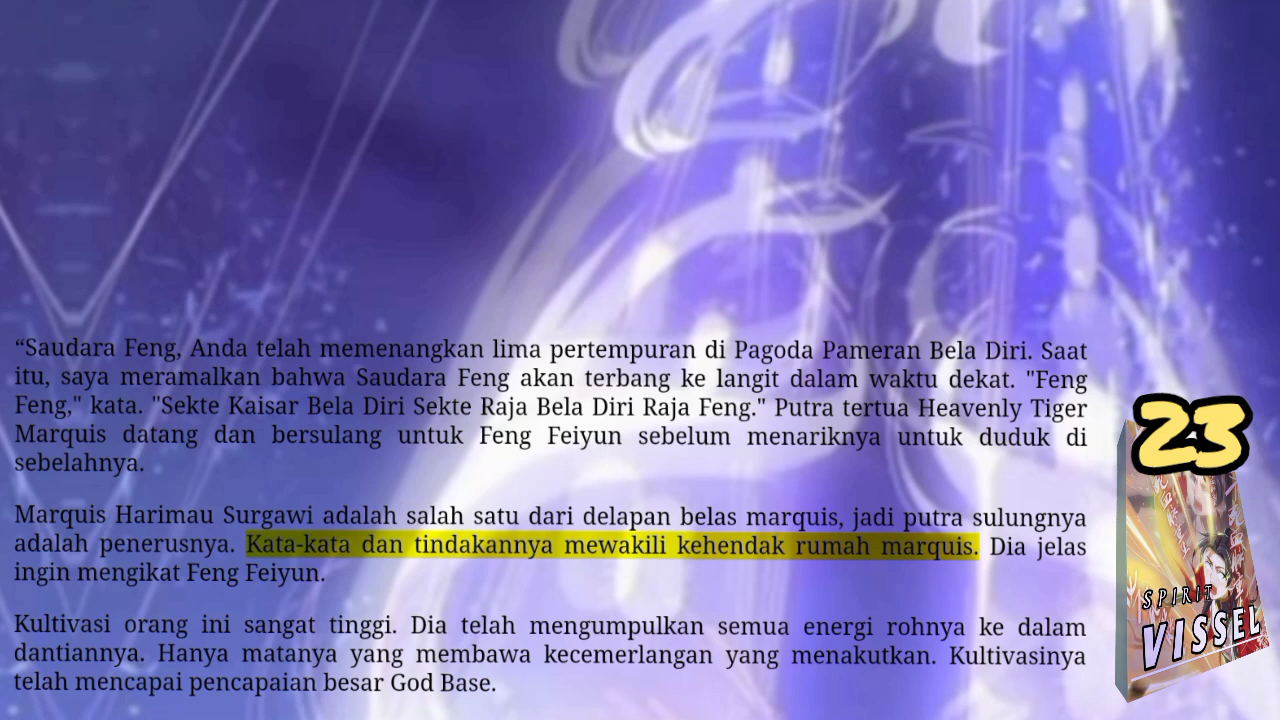 “Saudara Feng, Anda telah memenangkan lima pertempuran di Pagoda Pameran Bela Diri. Saat
itu, saya meramalkan bahwa Saudara Feng akan terbang ke langit dalam waktu dekat. "Feng
Feng," kata. "Sekte Kaisar Bela Diri Sekte Raja Bela Diri Raja Feng." Putra tertua Heavenly Tiger
Marquis datang dan bersulang untuk Feng Feiyun sebelum menariknya untuk duduk di
sebelahnya.
Marquis Harimau Surgawi adalah salah satu dari delapan belas marquis, jadi putra sulungnya
adalah penerusnya. Kata-kata dan tindakannya mewakili kehendak rumah marquis. Dia jelas
ingin mengikat Feng Feiyun.
Kultivasi orang ini sangat tinggi. Dia telah mengumpulkan semua energi rohnya ke dalam
dantiannya. Hanya matanya yang membawa kecemerlangan yang menakutkan. Kultivasinya
telah mencapai pencapaian besar God Base.
23
SPIRIT
VISSEL